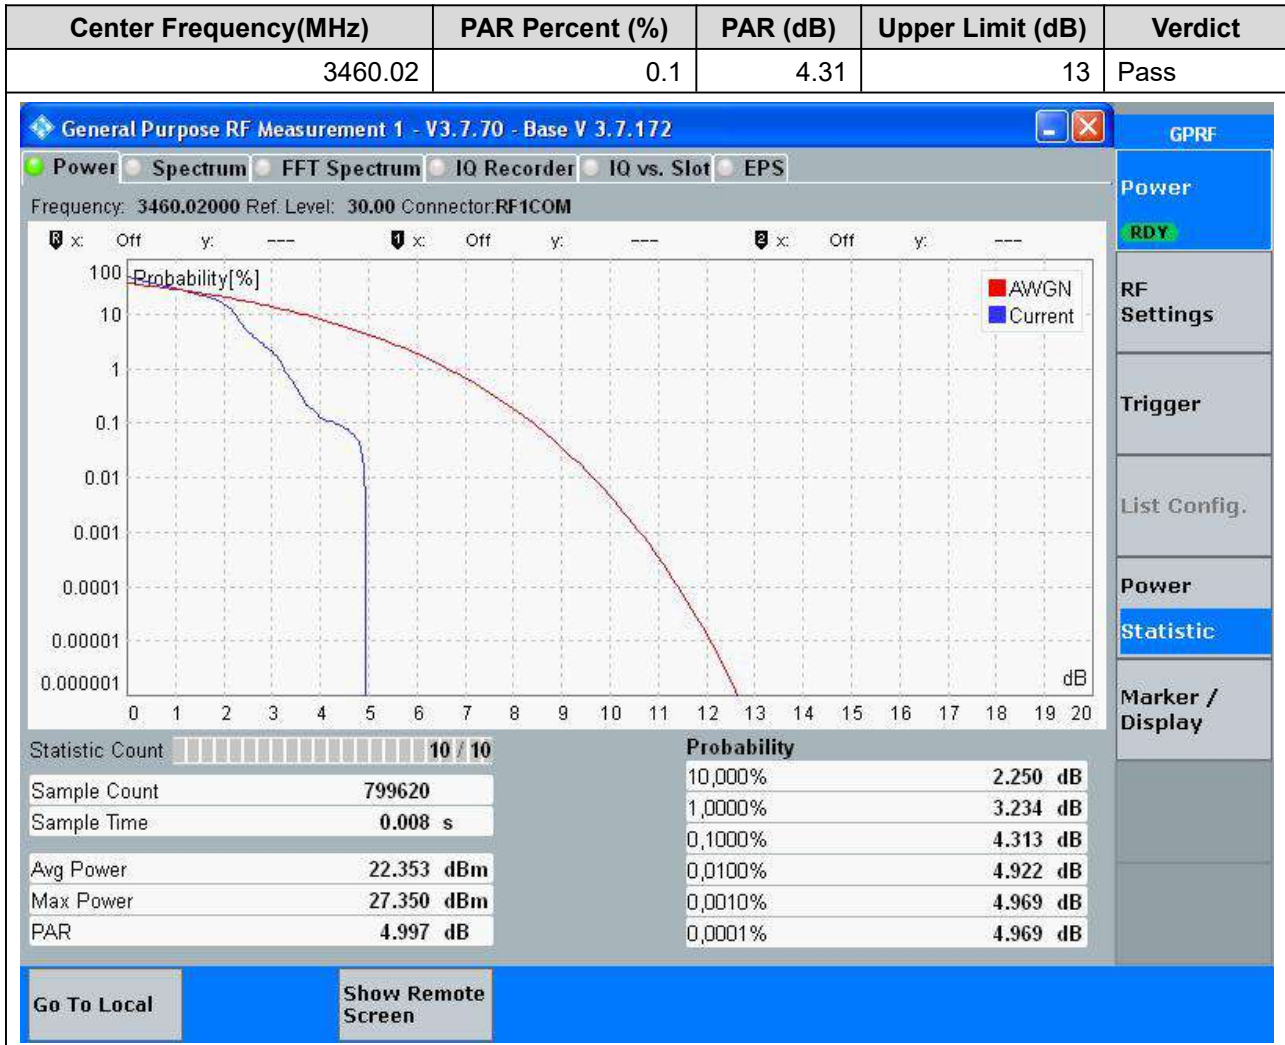 Center Frequency(MHz) PAR Percent (%) PAR (dB) Upper Limit (dB) Verdict
3460.02 0.1 4.31 13 Pass
General Purpose RF Measurement 1 - V3.7.70 - Base V 3.7.172
GPRF
Power Spectrum FFT Spectrum IQ Recorder IQ vs. Slot EPS
Frequency: 3460.02000 Ref. Level: 30.00 Connector:RF1COM
R x: Off y: --- 1 x: Off y: --- 2 x: Off y: ---
Probability[%]
AWGN
Current
100
10
1
0.1
0.01
0.001
0.0001
0.00001
0.000001
dB
0 1 2 3 4 5 6 7 8 9 10 11 12 13 14 15 16 17 18 19 20
Statistic Count 10 / 10
Sample Count 799620
Sample Time 0.008 s
Avg Power 22.353 dBm
Max Power 27.350 dBm
PAR 4.997 dB
Probability
10,000% 2.250 dB
1,0000% 3.234 dB
0,1000% 4.313 dB
0,0100% 4.922 dB
0,0010% 4.969 dB
0,0001% 4.969 dB
Power
RDY
RF
Settings
Trigger
List Config.
Power
Statistic
Marker /
Display
Go To Local
Show Remote
Screen